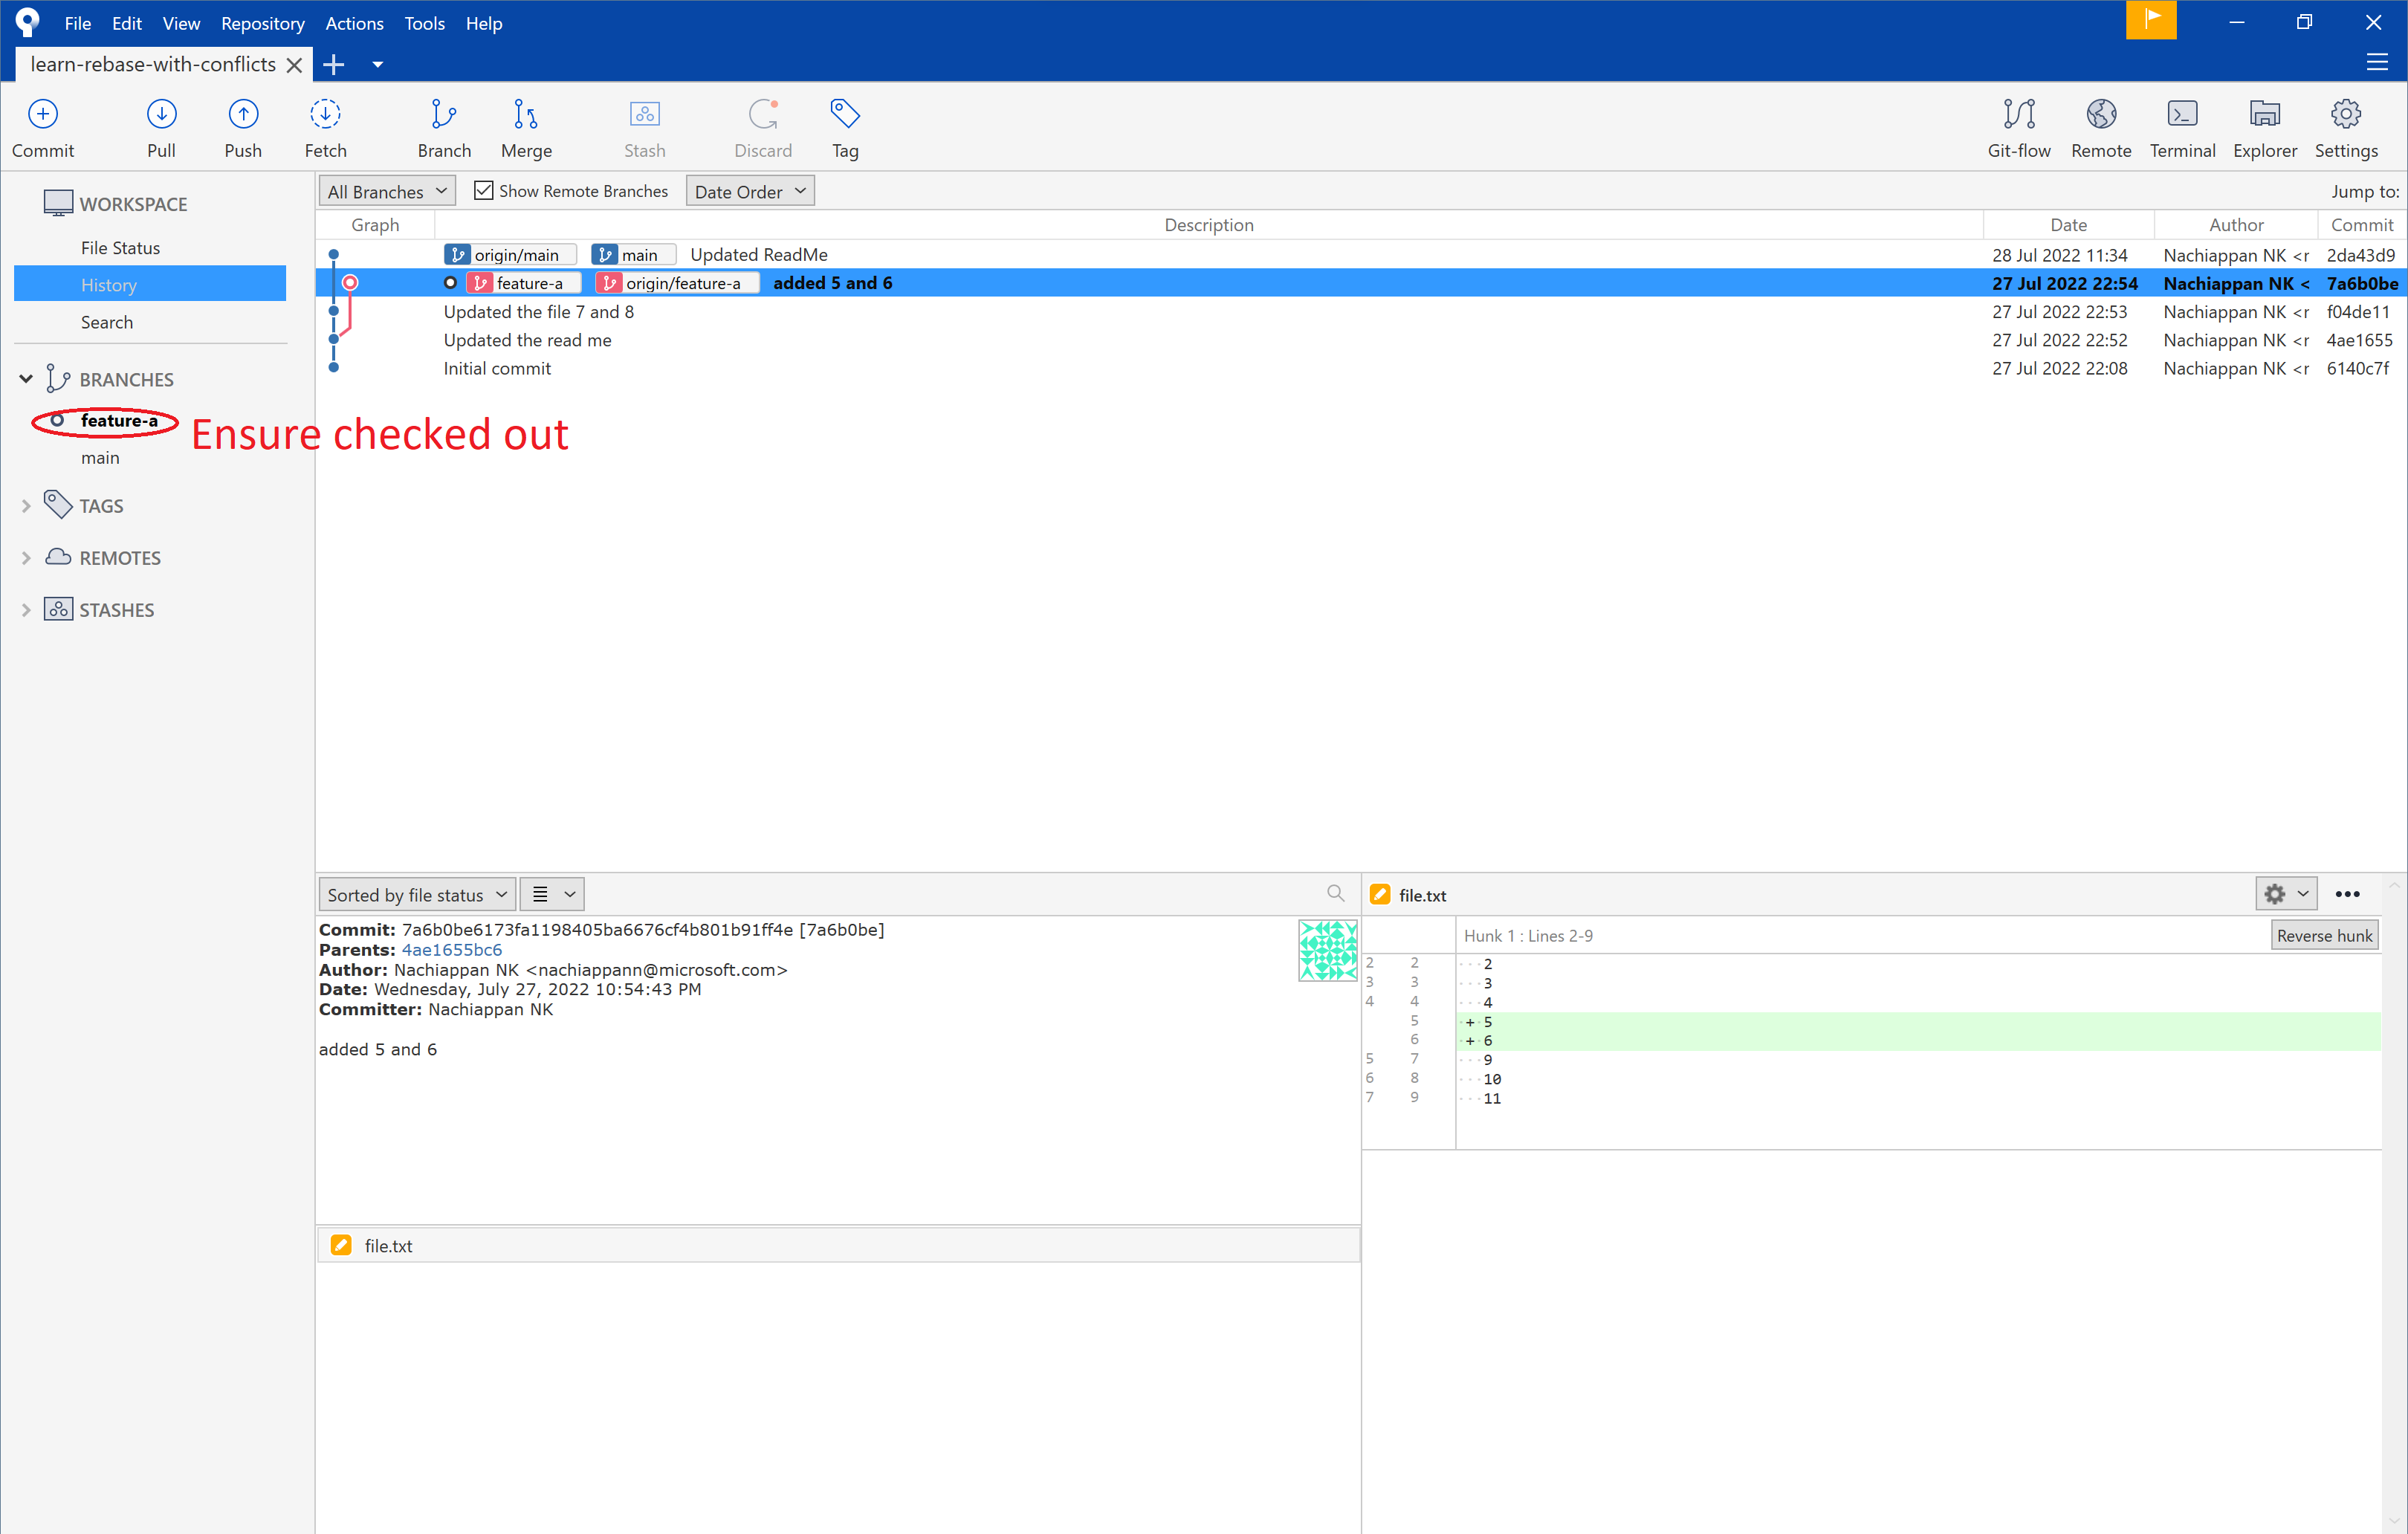 File Edit View Repository Actions Tools Help
learn-rebase-with-conflicts
Commit Pull Push Fetch Branch Merge Stash Discard Tag Git-flow Remote Terminal Explorer Settings
WORKSPACE
File Status
History
Search
BRANCHES
feature-a
main
TAGS
REMOTES
STASHES
Ensure checked out
All Branches Show Remote Branches Date Order Jump to:
Graph Description Date Author Commit
origin/main main Updated ReadMe 28 Jul 2022 11:34 Nachiappan NK <r 2da43d9
feature-a origin/feature-a added 5 and 6 27 Jul 2022 22:54 Nachiappan NK < 7a6b0be
Updated the file 7 and 8 27 Jul 2022 22:53 Nachiappan NK <r f04de11
Updated the read me 27 Jul 2022 22:52 Nachiappan NK <r 4ae1655
Initial commit 27 Jul 2022 22:08 Nachiappan NK <r 6140c7f
Sorted by file status
Commit: 7a6b0be6173fa1198405ba6676cf4b801b91ff4e [7a6b0be]
Parents: 4ae1655bc6
Author: Nachiappan NK <nachiappann@microsoft.com>
Date: Wednesday, July 27, 2022 10:54:43 PM
Committer: Nachiappan NK
added 5 and 6
file.txt
file.txt
Hunk 1 : Lines 2-9 Reverse hunk
2 2 2
3 3 3
4 4 4
5 + 5
6 + 6
5 7 9
6 8 10
7 9 11